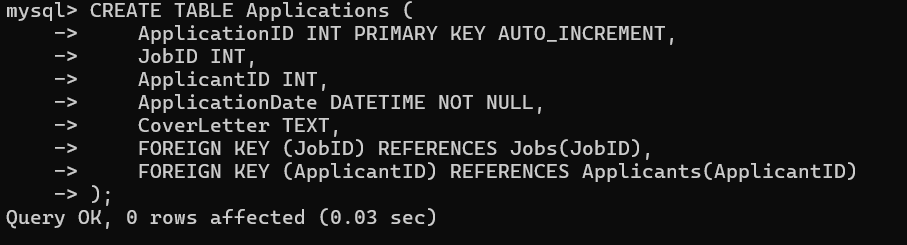 mysql> CREATE TABLE Applications (
    ->     ApplicationID INT PRIMARY KEY AUTO_INCREMENT,
    ->     JobID INT,
    ->     ApplicantID INT,
    ->     ApplicationDate DATETIME NOT NULL,
    ->     CoverLetter TEXT,
    ->     FOREIGN KEY (JobID) REFERENCES Jobs(JobID),
    ->     FOREIGN KEY (ApplicantID) REFERENCES Applicants(ApplicantID)
    -> );
Query OK, 0 rows affected (0.03 sec)